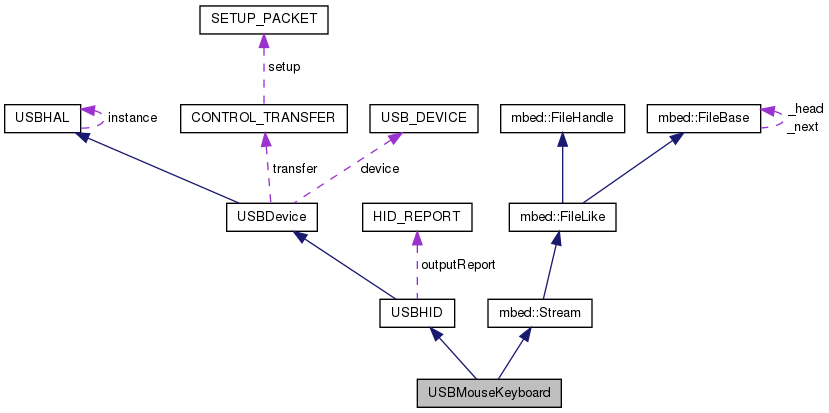 SETUP_PACKET
setup
USBHAL
instance
CONTROL_TRANSFER
USB_DEVICE
mbed::FileHandle
mbed::FileBase
_head
_next
transfer
device
USBDevice
HID_REPORT
mbed::FileLike
outputReport
USBHID
mbed::Stream
USBMouseKeyboard